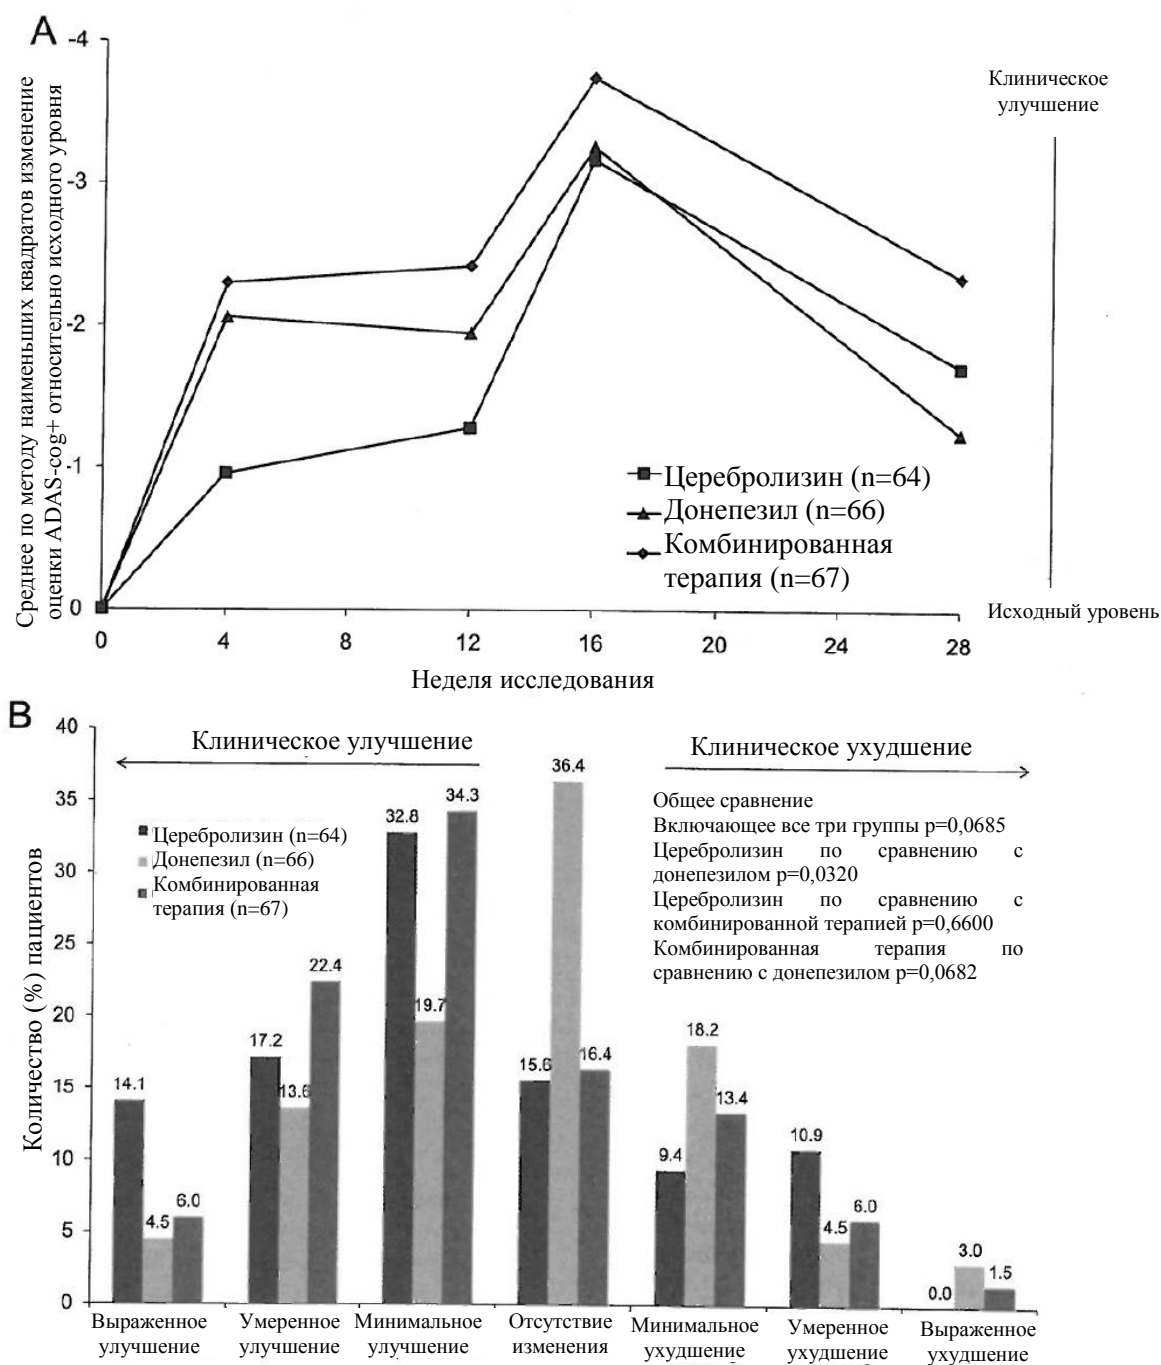 A
-4
-3
-2
-1
0
Среднее по методу наименьших квадратов изменение
оценки ADAS-cog+ относительно исходного уровня
Клиническое
улучшение
Церебролизин (n=64)
Донепезил (n=66)
Комбинированная
терапия (n=67)
Исходный уровень
0 4 8 12 16 20 24 28
Неделя исследования
B
40
35
30
25
20
15
10
5
0
Количество (%) пациентов
Клиническое улучшение
Клиническое ухудшение
Церебролизин (n=64)
Донепезил (n=66)
Комбинированная
терапия (n=67)
Общее сравнение
Включающее все три группы p=0,0685
Церебролизин по сравнению с
донепезилом p=0,0320
Церебролизин по сравнению с
комбинированной терапией p=0,6600
Комбинированная терапия по
сравнению с донепезилом p=0,0682
14.1 4.5 6.0
17.2 13.6 22.4
32.8 19.7 34.3
15.6 36.4 16.4
9.4 18.2 13.4
10.9 4.5 6.0
0.0 3.0 1.5
Выраженное
улучшение
Умеренное
улучшение
Минимальное
улучшение
Отсутствие
изменения
Минимальное
ухудшение
Умеренное
ухудшение
Выраженное
ухудшение